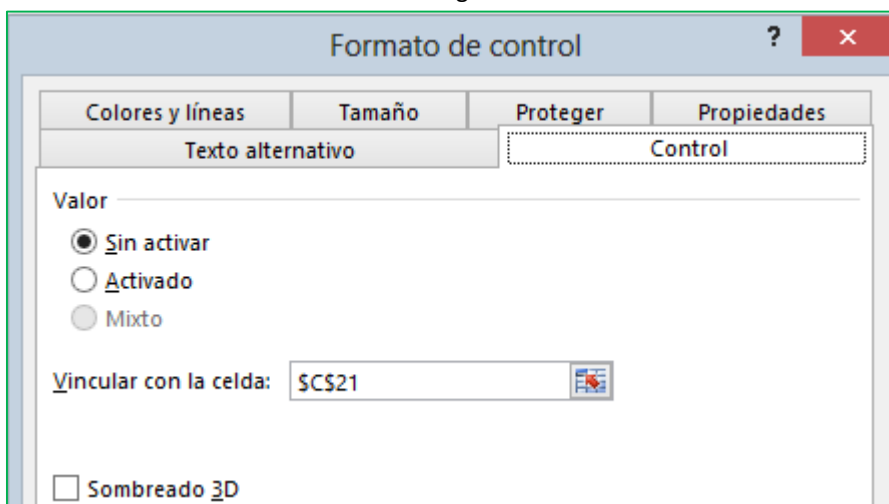 Formato de control ? ×
Colores y líneas Tamaño Proteger Propiedades
Texto alternativo Control
Valor
Sin activar
Activado
Mixto
Vincular con la celda: $C$21
Sombreado 3D